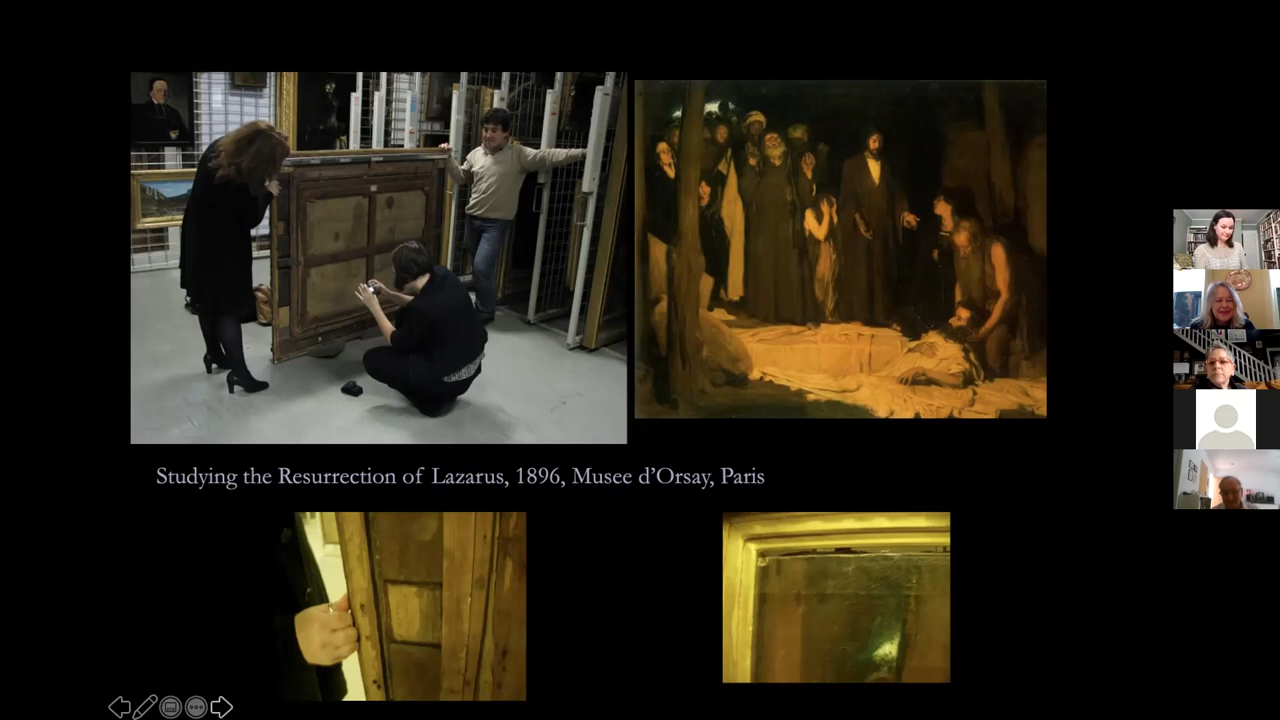 Studying the Resurrection of Lazarus, 1896, Musee d’Orsay, Paris